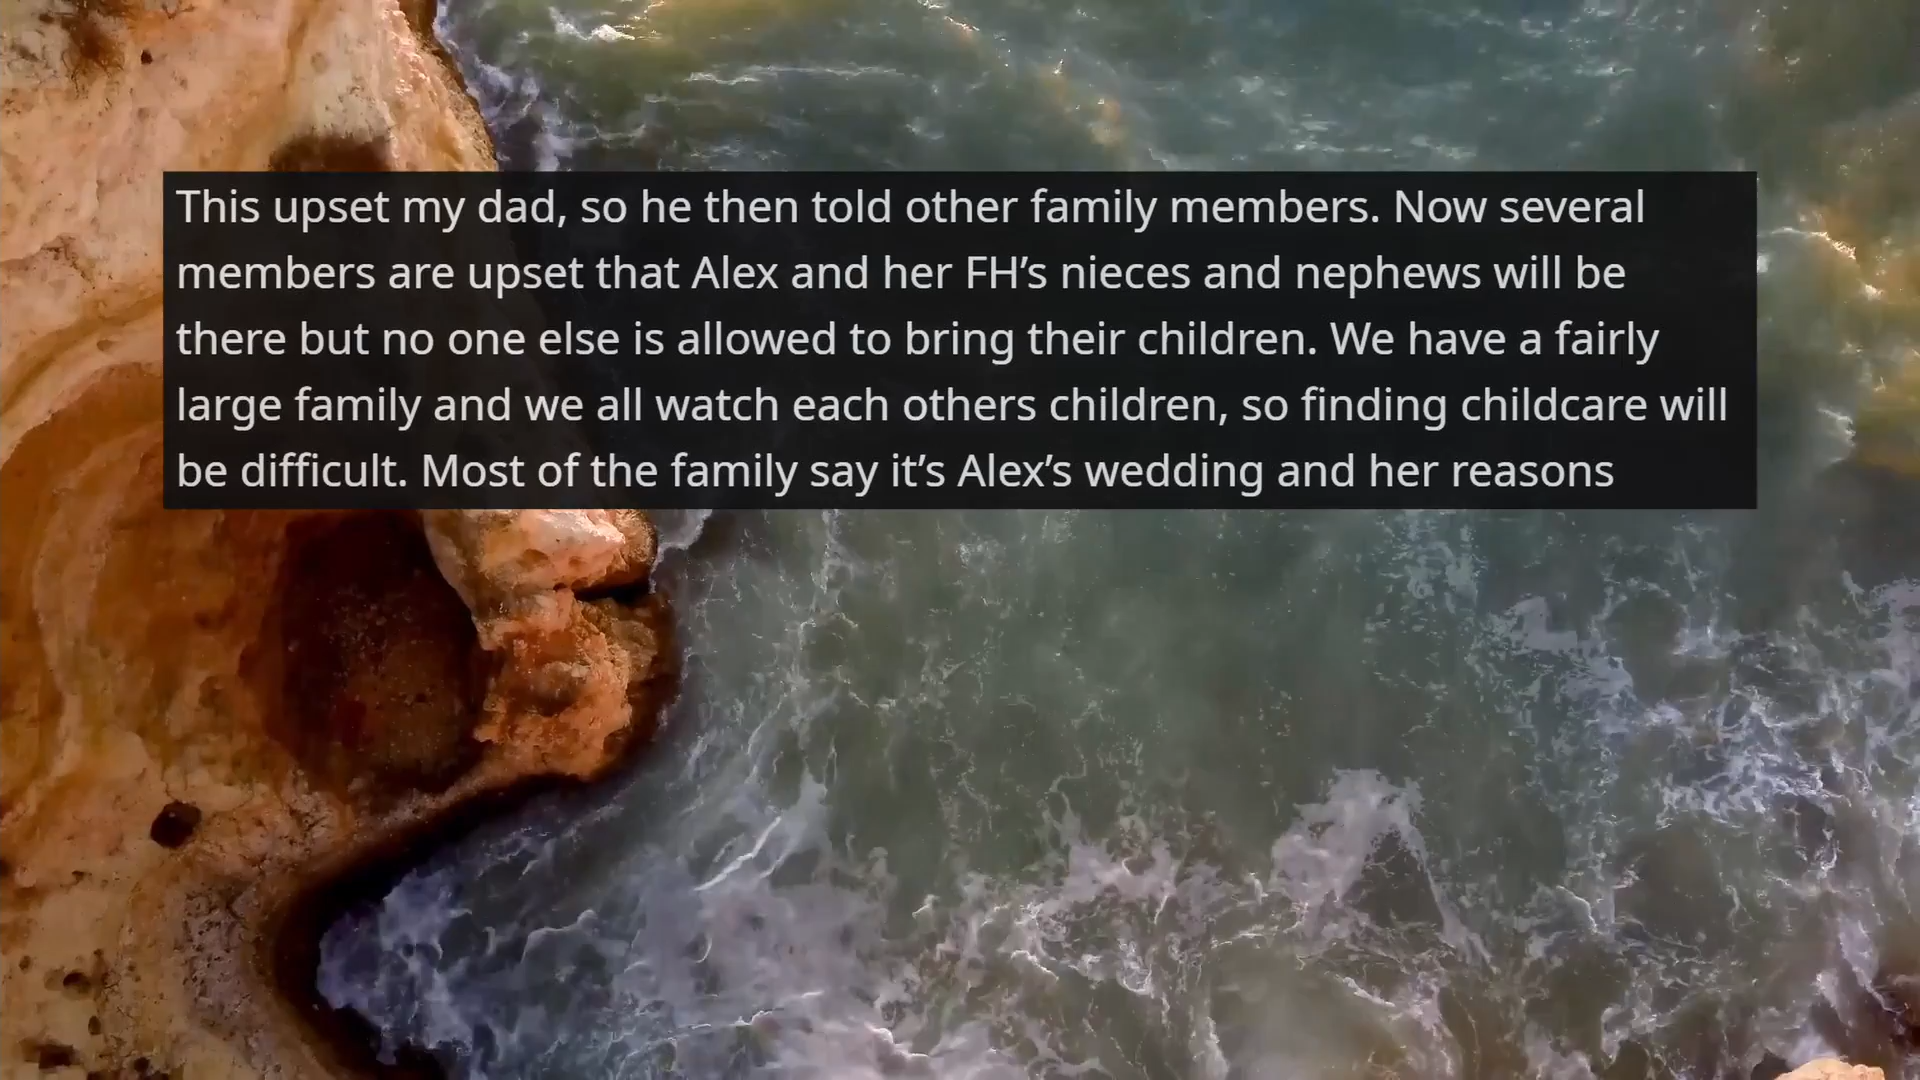 This upset my dad, so he then told other family members. Now several
members are upset that Alex and her FH’s nieces and nephews will be
there but no one else is allowed to bring their children. We have a fairly
large family and we all watch each others children, so finding childcare will
be difficult. Most of the family say it’s Alex’s wedding and her reasons